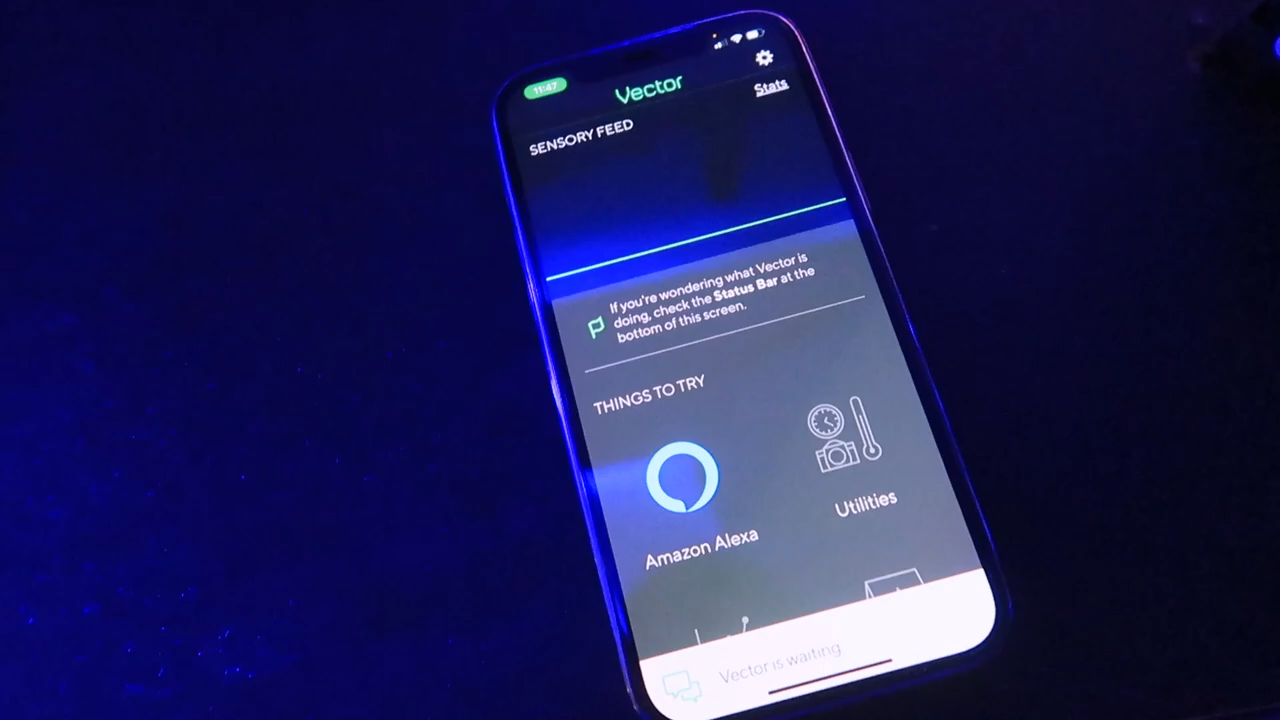 11:47
Vector
Stats
SENSORY FEED
If you're wondering what Vector is
doing, check the Status Bar at the
bottom of this screen.
THINGS TO TRY
Amazon Alexa
Utilities
Vector is waiting